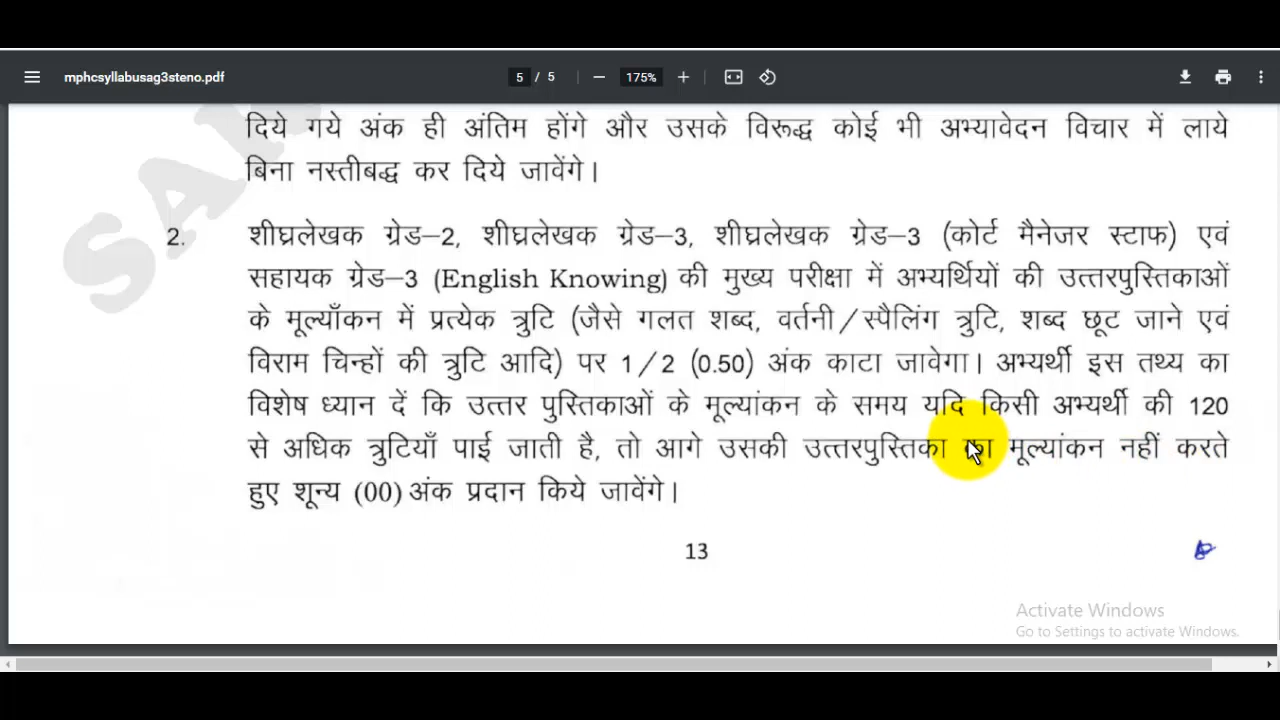 mphcsyllabusag3steno.pdf
5 / 5
175%
दिये गये अंक ही अंतिम होंगे और उसके विरूद्ध कोई भी अभ्यावेदन विचार में लाये
बिना नस्तीबद्ध कर दिये जावेंगे।
2. शीघ्रलेखक ग्रेड–2, शीघ्रलेखक ग्रेड–3, शीघ्रलेखक ग्रेड–3 (कोर्ट मैनेजर स्टाफ) एवं
सहायक ग्रेड–3 (English Knowing) की मुख्य परीक्षा में अभ्यर्थियों की उत्तरपुस्तिकाओं
के मूल्याँकन में प्रत्येक त्रुटि (जैसे गलत शब्द, वर्तनी/स्पैलिंग त्रुटि, शब्द छूट जाने एवं
विराम चिन्हों की त्रुटि आदि) पर 1/2 (0.50) अंक काटा जावेगा। अभ्यर्थी इस तथ्य का
विशेष ध्यान दें कि उत्तर पुस्तिकाओं के मूल्यांकन के समय यदि किसी अभ्यर्थी की 120
से अधिक त्रुटियाँ पाई जाती है, तो आगे उसकी उत्तरपुस्तिका का मूल्यांकन नहीं करते
हुए शून्य (00) अंक प्रदान किये जावेंगे।
13
Activate Windows
Go to Settings to activate Windows.